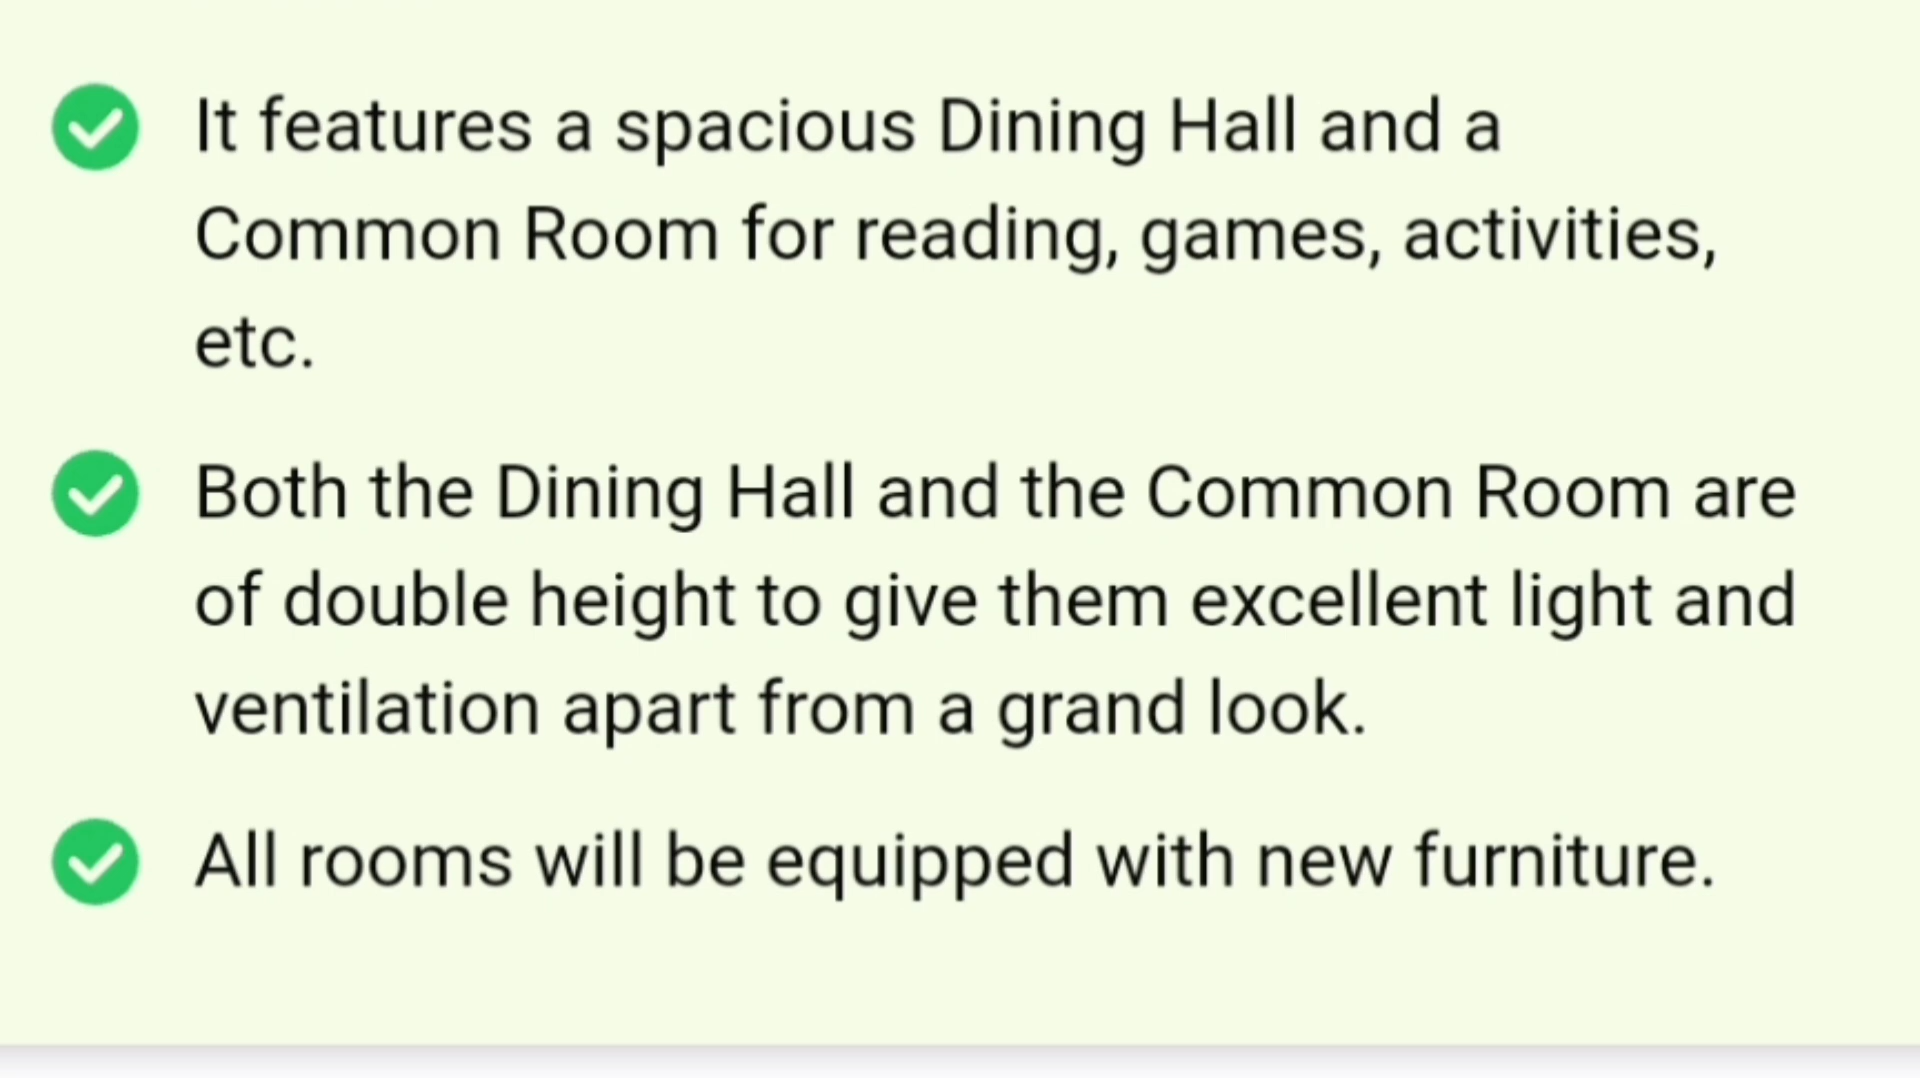 It features a spacious Dining Hall and a
Common Room for reading, games, activities,
etc.
Both the Dining Hall and the Common Room are
of double height to give them excellent light and
ventilation apart from a grand look.
All rooms will be equipped with new furniture.